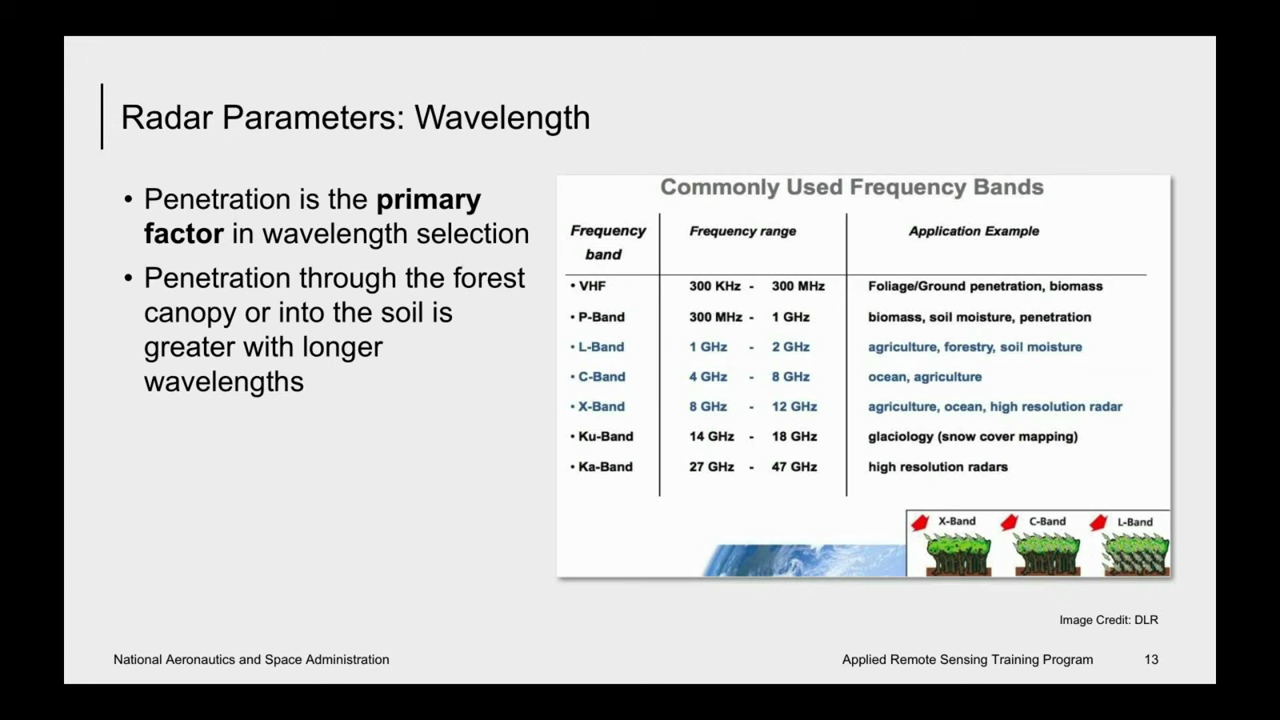 Radar Parameters: Wavelength
• Penetration is the primary
factor in wavelength selection
• Penetration through the forest
canopy or into the soil is
greater with longer
wavelengths
Commonly Used Frequency Bands
Frequency band Frequency range Application Example
• VHF 300 KHz - 300 MHz Foliage/Ground penetration, biomass
• P-Band 300 MHz - 1 GHz biomass, soil moisture, penetration
• L-Band 1 GHz - 2 GHz agriculture, forestry, soil moisture
• C-Band 4 GHz - 8 GHz ocean, agriculture
• X-Band 8 GHz - 12 GHz agriculture, ocean, high resolution radar
• Ku-Band 14 GHz - 18 GHz glaciology (snow cover mapping)
• Ka-Band 27 GHz - 47 GHz high resolution radars
X-Band C-Band L-Band
Image Credit: DLR
National Aeronautics and Space Administration Applied Remote Sensing Training Program 13